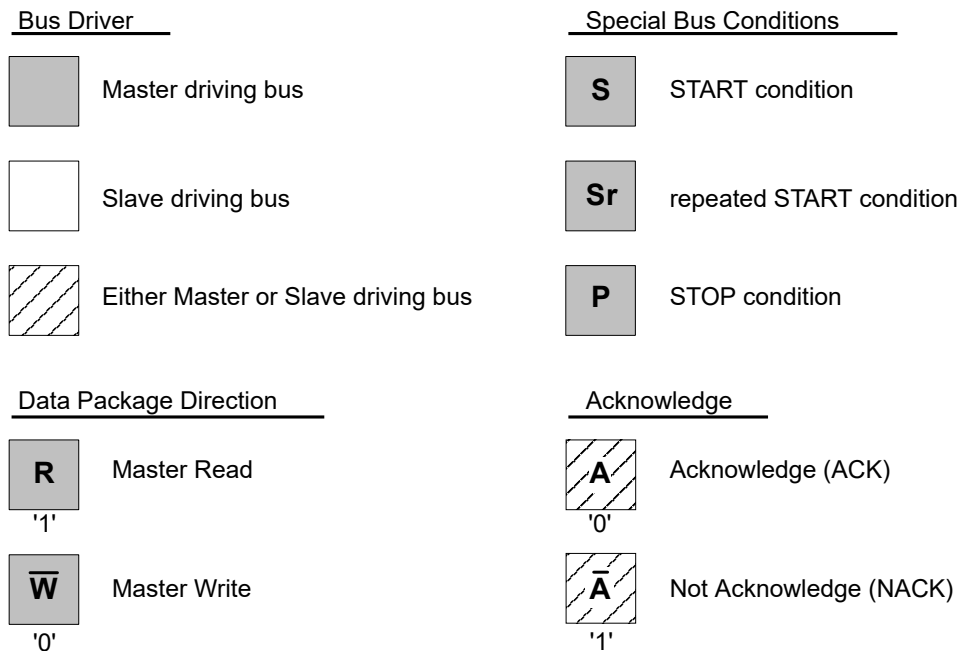 Bus Driver
Master driving bus
Slave driving bus
Either Master or Slave driving bus
Special Bus Conditions
S START condition
Sr repeated START condition
P STOP condition
Data Package Direction
R Master Read
'1'
W̅ Master Write
'0'
Acknowledge
A Acknowledge (ACK)
'0'
A̅ Not Acknowledge (NACK)
'1'